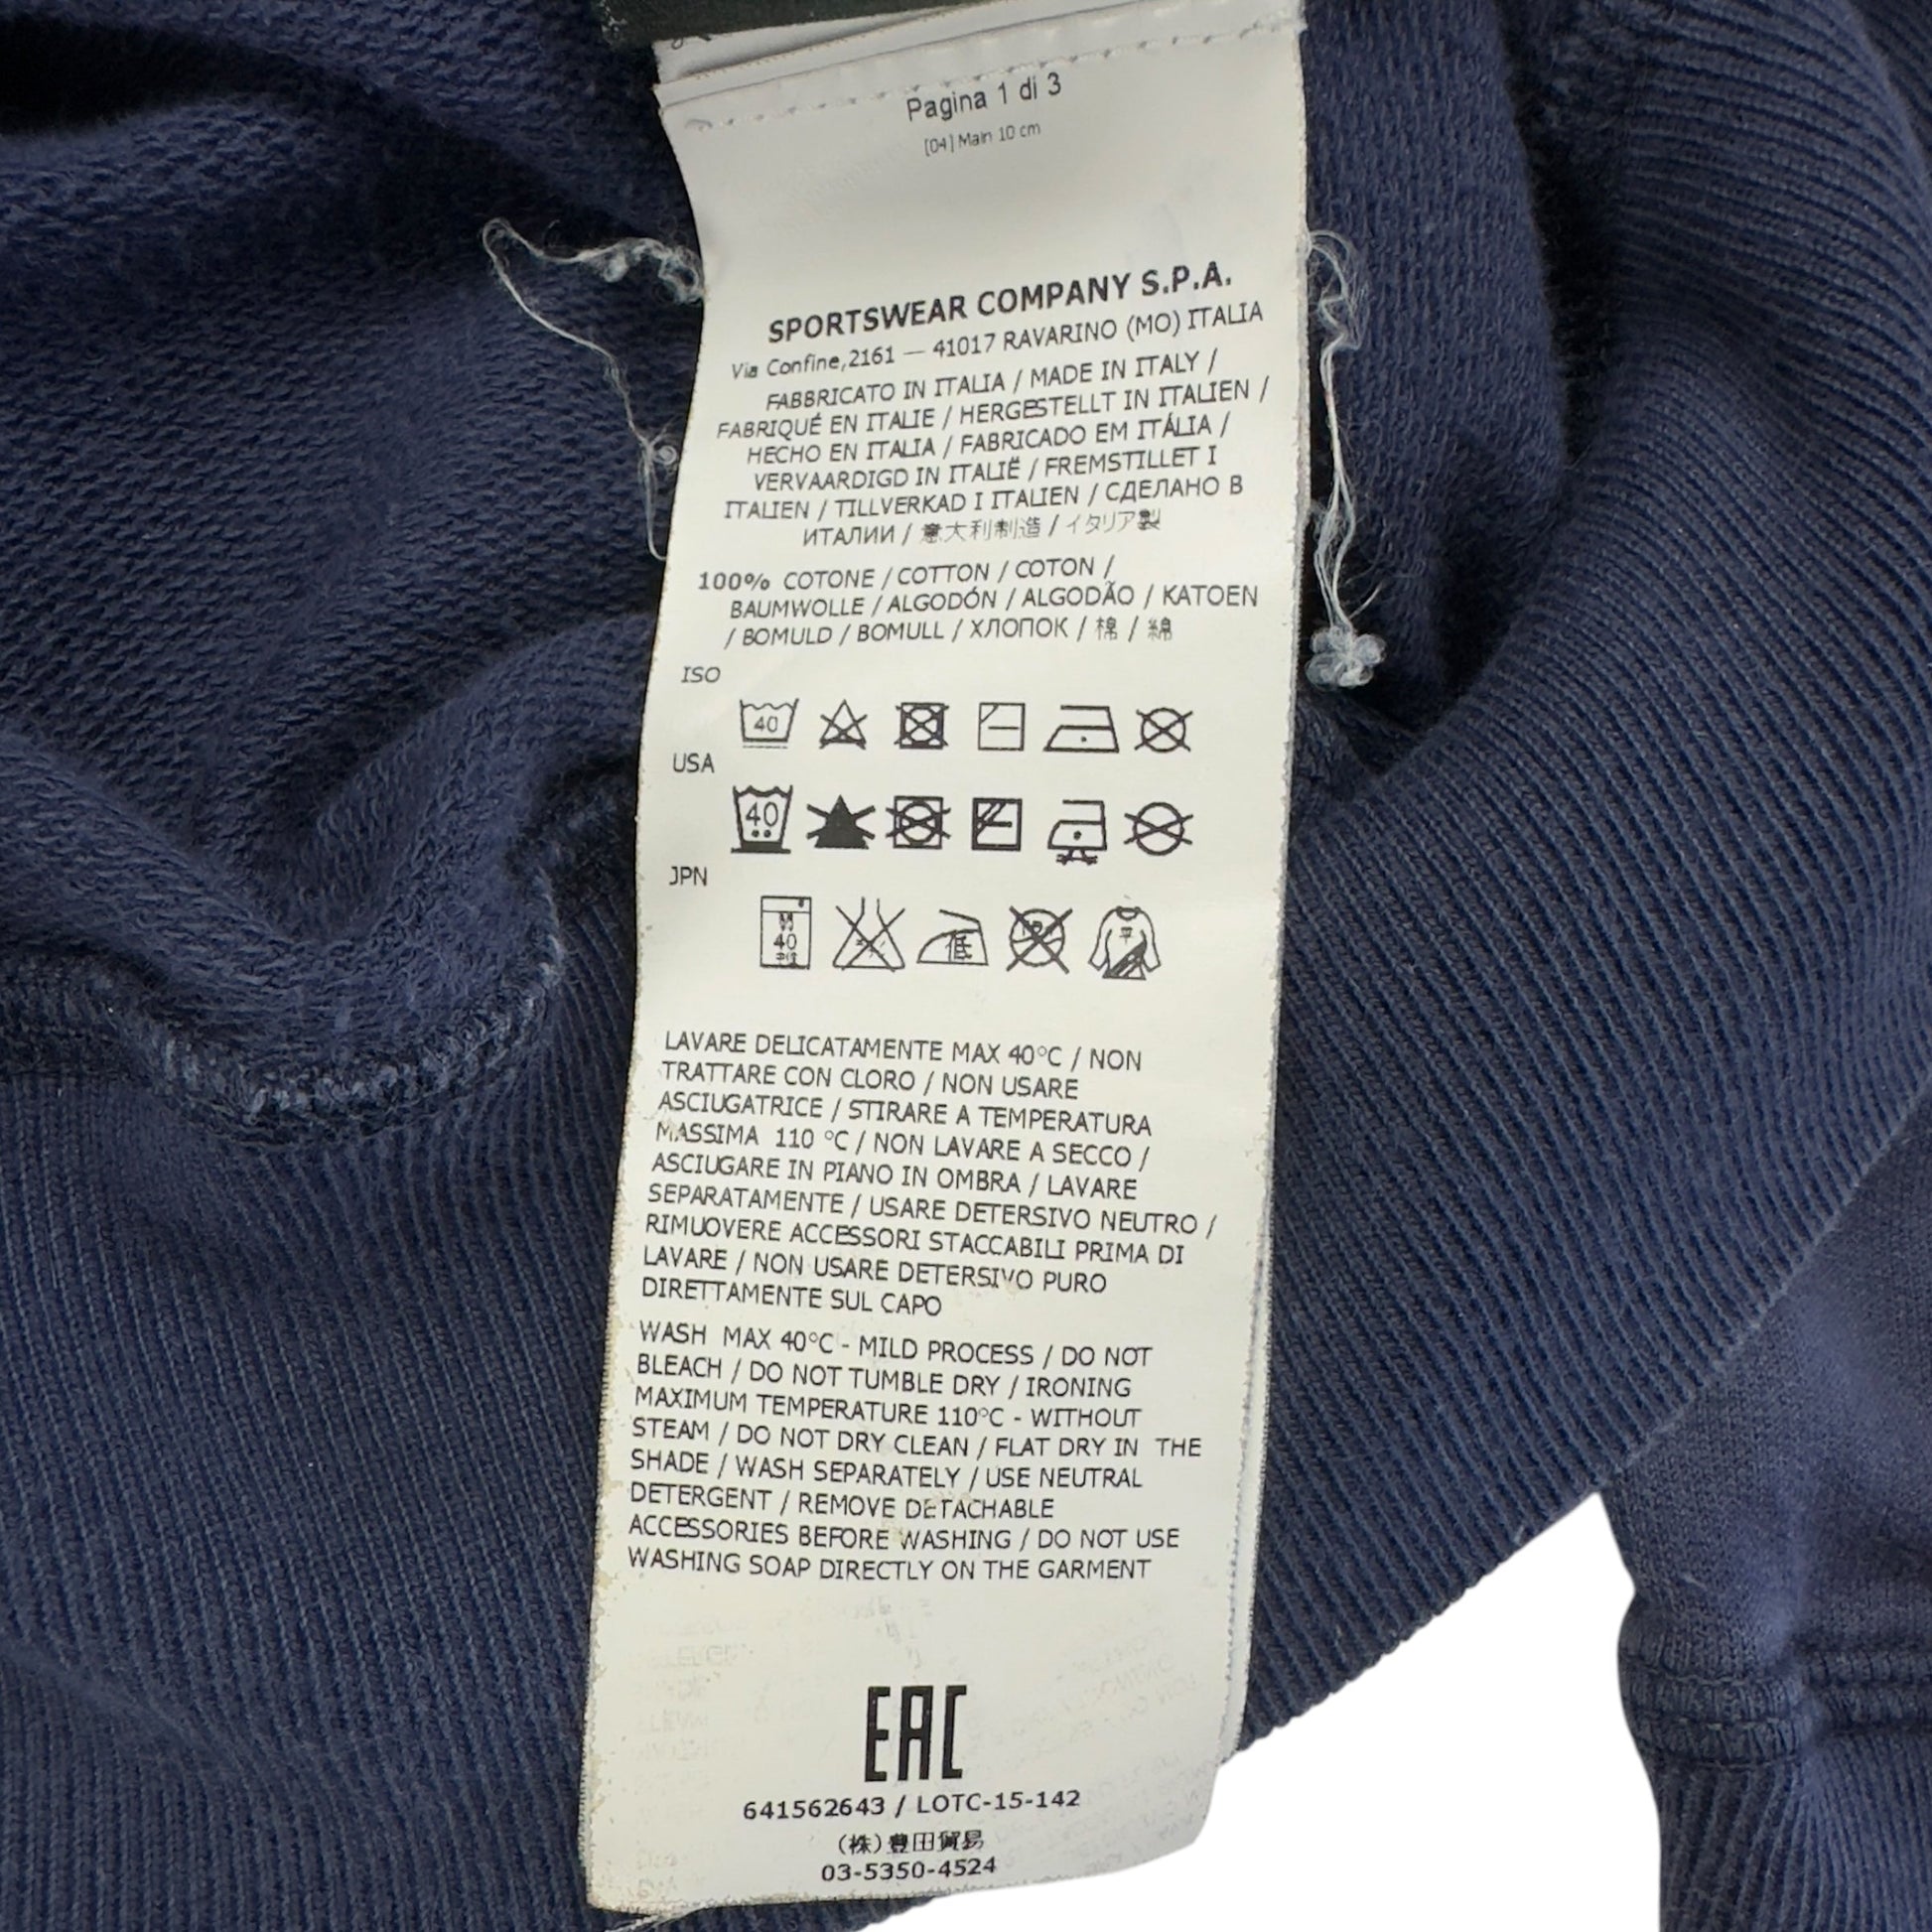 Pagina 1 di 3
[04] Main 10 cm
SPORTSWEAR COMPANY S.P.A.
Via Confine,2161 — 41017 RAVARINO (MO) ITALIA
FABBRICATO IN ITALIA / MADE IN ITALY /
FABRIQUÉ EN ITALIE / HERGESTELLT IN ITALIEN /
HECHO EN ITALIA / FABRICADO EM ITÁLIA /
VERVAARDIGD IN ITALIË / FREMSTILLET I
ITALIEN / TILLVERKAD I ITALIEN / СДЕЛАНО В
ИТАЛИИ / 意大利制造 / イタリア製
100% COTONE / COTTON / COTON /
BAUMWOLLE / ALGODÓN / ALGODÃO / KATOEN
/ BOMULD / BOMULL / ХЛОПОК / 棉 / 綿
ISO
40
USA
40
JPN
40
低
平
LAVARE DELICATAMENTE MAX 40°C / NON
TRATTARE CON CLORO / NON USARE
ASCIUGATRICE / STIRARE A TEMPERATURA
MASSIMA 110 °C / NON LAVARE A SECCO /
ASCIUGARE IN PIANO IN OMBRA / LAVARE
SEPARATAMENTE / USARE DETERSIVO NEUTRO /
RIMUOVERE ACCESSORI STACCABILI PRIMA DI
LAVARE / NON USARE DETERSIVO PURO
DIRETTAMENTE SUL CAPO
WASH MAX 40°C - MILD PROCESS / DO NOT
BLEACH / DO NOT TUMBLE DRY / IRONING
MAXIMUM TEMPERATURE 110°C - WITHOUT
STEAM / DO NOT DRY CLEAN / FLAT DRY IN THE
SHADE / WASH SEPARATELY / USE NEUTRAL
DETERGENT / REMOVE DETACHABLE
ACCESSORIES BEFORE WASHING / DO NOT USE
WASHING SOAP DIRECTLY ON THE GARMENT
EAC
641562643 / LOTC-15-142
(株)豊田貿易
03-5350-4524